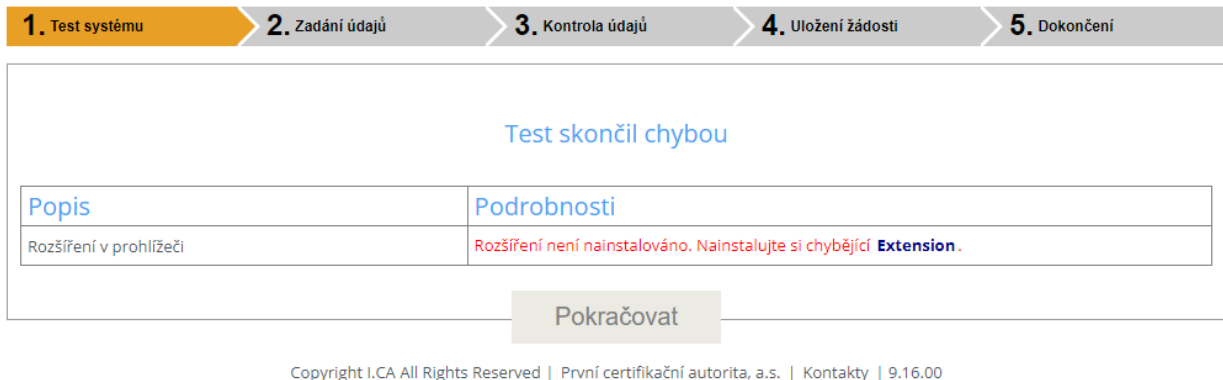 1. Test systému 2. Zadání údajů 3. Kontrola údajů 4. Uložení žádosti 5. Dokončení
Test skončil chybou
Popis Podrobnosti
Rozšíření v prohlížeči Rozšíření není nainstalováno. Nainstalujte si chybějící Extension.
Pokračovat
Copyright I.CA All Rights Reserved | První certifikační autorita, a.s. | Kontakty | 9.16.00